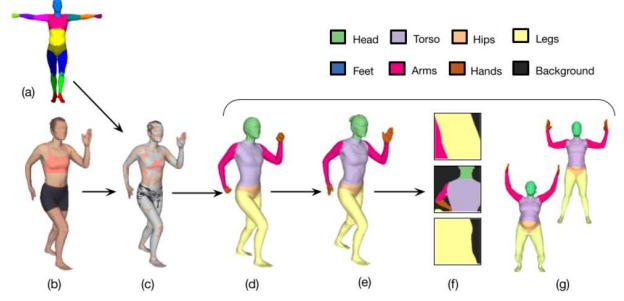 Head Torso Hips Legs
Feet Arms Hands Background
(a)
(b) (c) (d) (e) (f) (g)